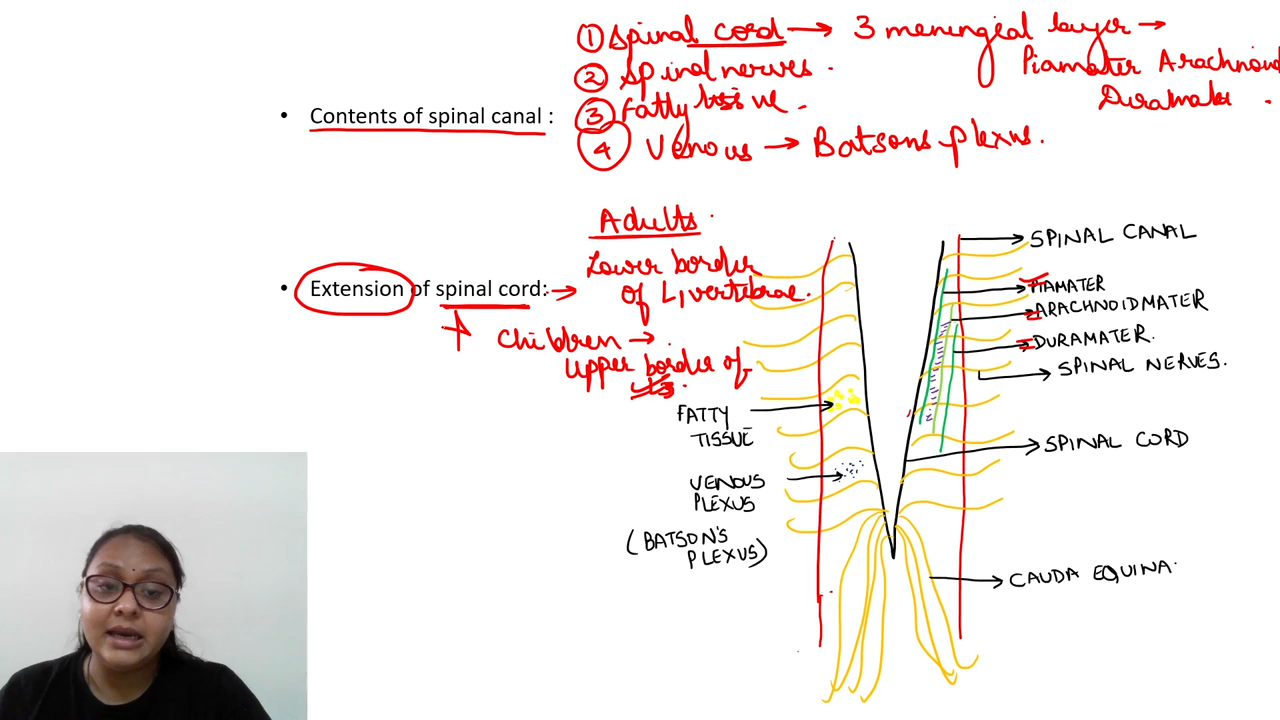 ① Spinal cord → 3 meningeal layer →
Piamater Arachnoid
Duramater.
② Spinal nerves.
• Contents of spinal canal :
③ Fatty tissue.
④ Venous → Batsons plexus.
Adults
• Extension of spinal cord: →
Lower border
of L1 vertebrae.
Children →
Upper border of
SPINAL CANAL
PIAMATER
ARACHNOIDMATER
DURAMATER.
SPINAL NERVES.
FATTY
TISSUE
SPINAL CORD
VENOUS
PLEXUS
(BATSON'S
PLEXUS)
CAUDA EQUINA